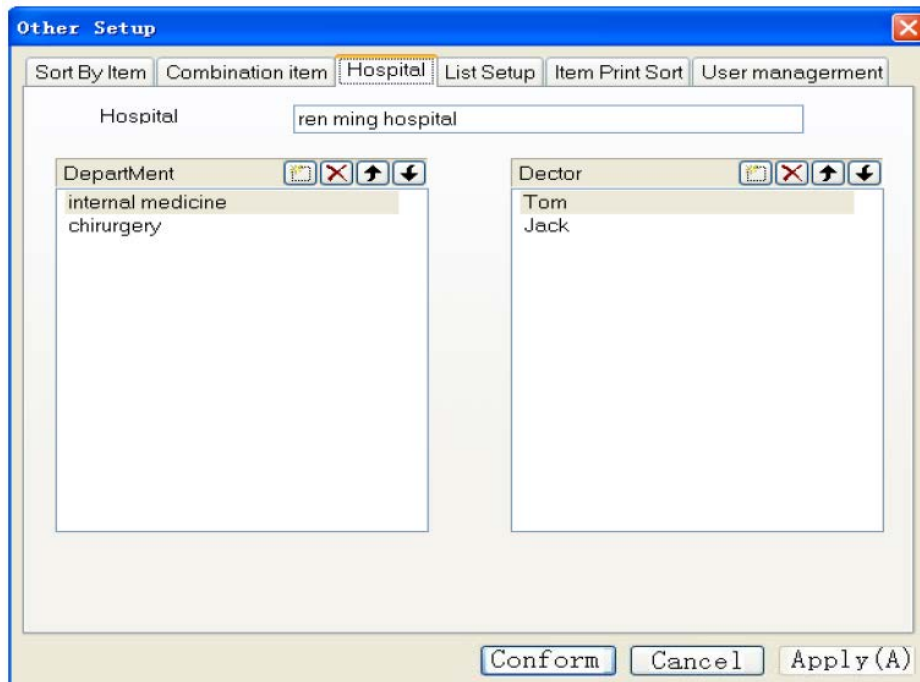 Other Setup
Sort By Item Combination item Hospital List Setup Item Print Sort User managerment
Hospital ren ming hospital
DepartMent Dector
internal medicine Tom
chirurgery Jack
Conform Cancel Apply(A)